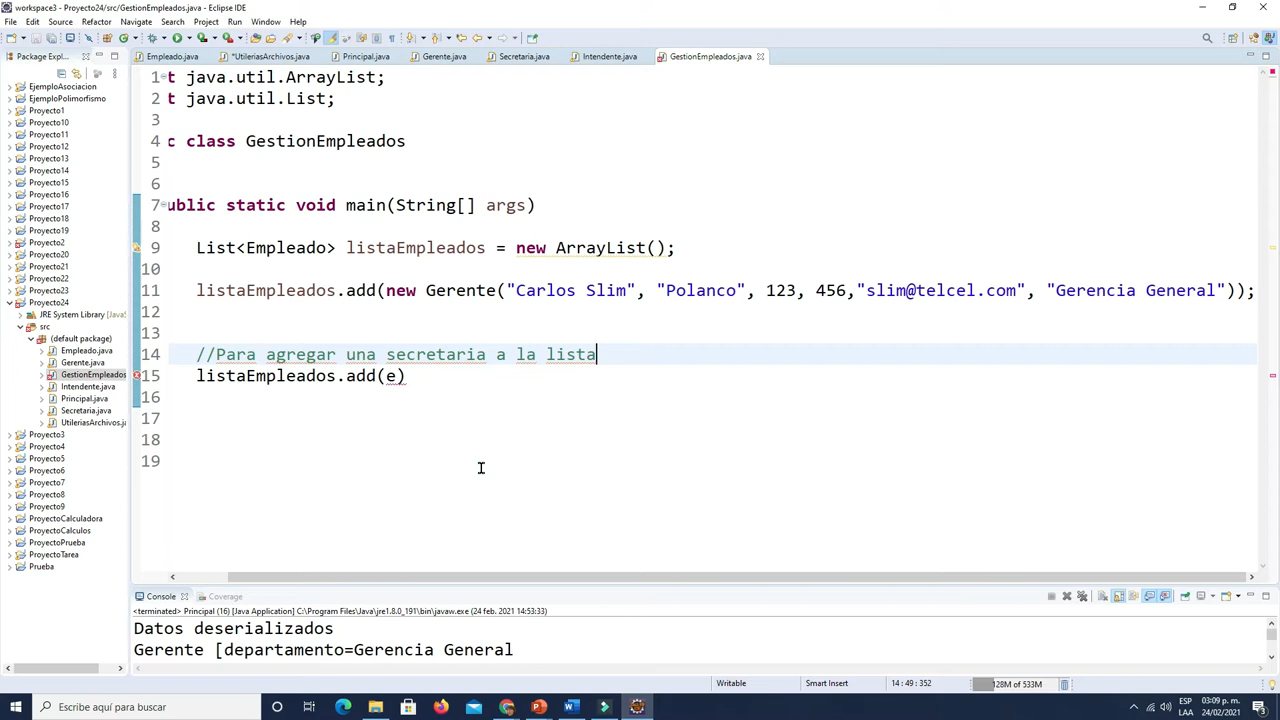 workspace3 - Proyecto24/src/GestionEmpleados.java - Eclipse IDE
File Edit Source Refactor Navigate Search Project Run Window Help
Package Expl... Empleado.java *UtileriasArchivos.java Principal.java Gerente.java Secretaria.java Intendente.java GestionEmpleados.java
EjemploAsociacion
EjemploPolimorfismo
Proyecto1
Proyecto10
Proyecto11
Proyecto12
Proyecto13
Proyecto14
Proyecto15
Proyecto16
Proyecto17
Proyecto18
Proyecto19
Proyecto2
Proyecto20
Proyecto21
Proyecto22
Proyecto23
Proyecto24
JRE System Library [JavaS
src
(default package)
Empleado.java
Gerente.java
GestionEmpleados
Intendente.java
Principal.java
Secretaria.java
UtileriasArchivos.ja
Proyecto3
Proyecto4
Proyecto5
Proyecto6
Proyecto7
Proyecto8
Proyecto9
ProyectoCalculadora
ProyectoCalculos
ProyectoPrueba
ProyectoTarea
Prueba
1 t java.util.ArrayList;
2 t java.util.List;
3
4 c class GestionEmpleados
5
6
7 ublic static void main(String[] args)
8
9 List<Empleado> listaEmpleados = new ArrayList();
10
11 listaEmpleados.add(new Gerente("Carlos Slim", "Polanco", 123, 456,"slim@telcel.com", "Gerencia General"));
12
13
14 //Para agregar una secretaria a la lista
15 listaEmpleados.add(e)
16
17
18
19
Console Coverage
<terminated> Principal (16) [Java Application] C:\Program Files\Java\jre1.8.0_191\bin\javaw.exe (24 feb. 2021 14:53:33)
Datos deserializados
Gerente [departamento=Gerencia General
Writable Smart Insert 14 : 49 : 352 128M of 533M
Escribe aquí para buscar
ESP 03:09 p. m.
LAA 24/02/2021
3